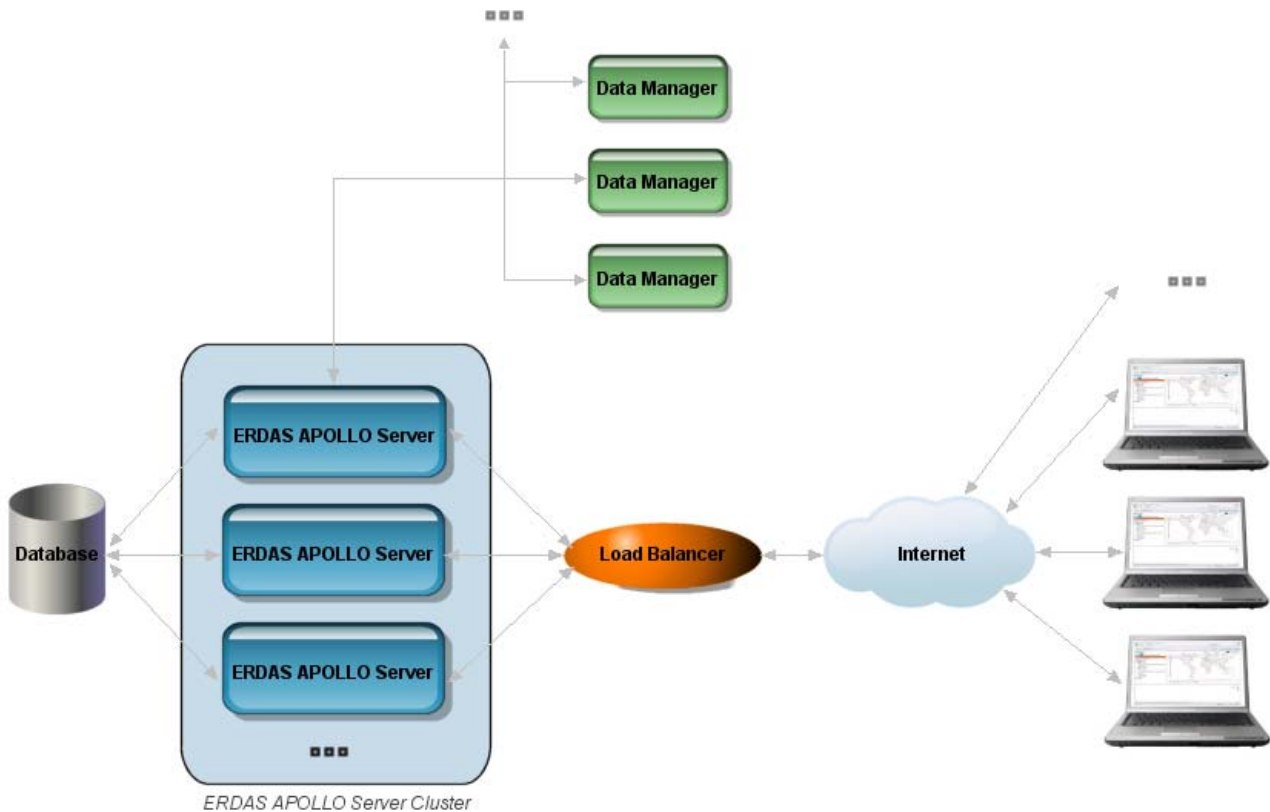 Data Manager
Data Manager
Data Manager
ERDAS APOLLO Server
Database
ERDAS APOLLO Server
Load Balancer
Internet
ERDAS APOLLO Server
ERDAS APOLLO Server Cluster